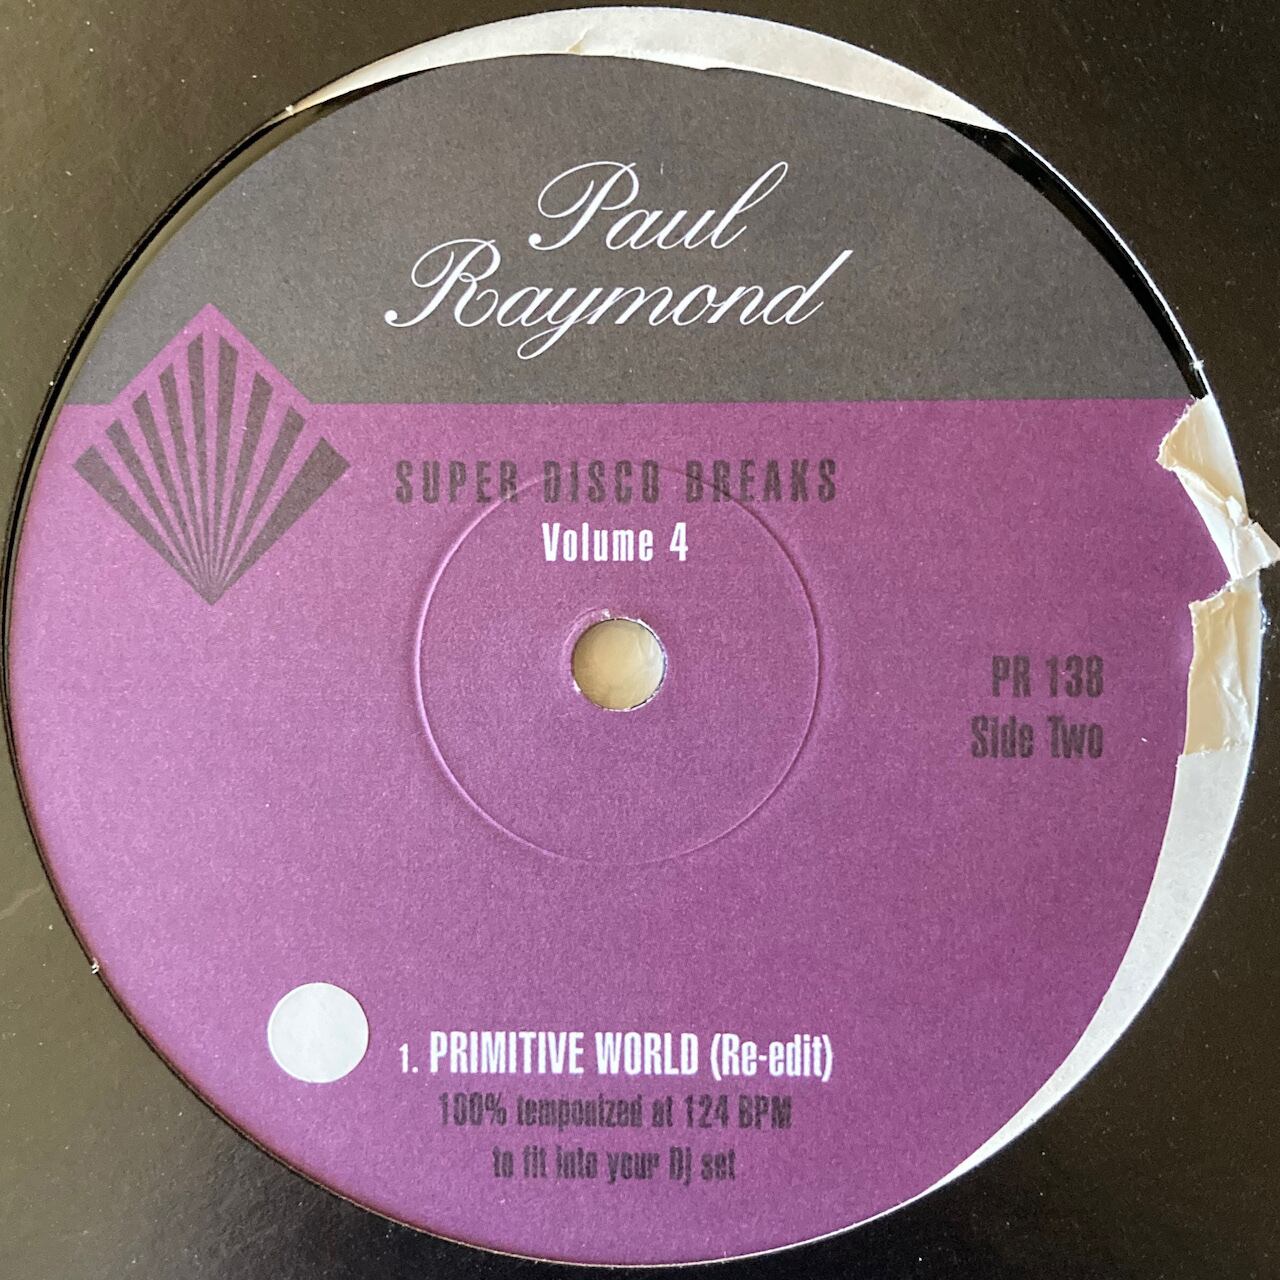 Paul
Raymond
SUPER DISCO BREAKS
Volume 4
PR 138
Side Two
1. PRIMITIVE WORLD (Re-edit)
100% temponized at 124 BPM
to fit into your Dj set